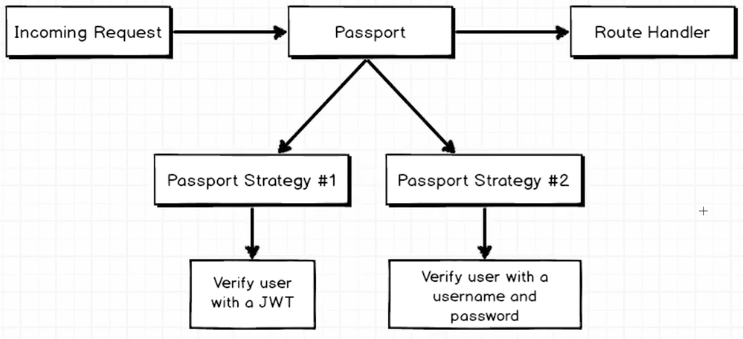 Incoming Request
Passport
Route Handler
Passport Strategy #1
Passport Strategy #2
Verify user
with a JWT
Verify user with a
username and
password